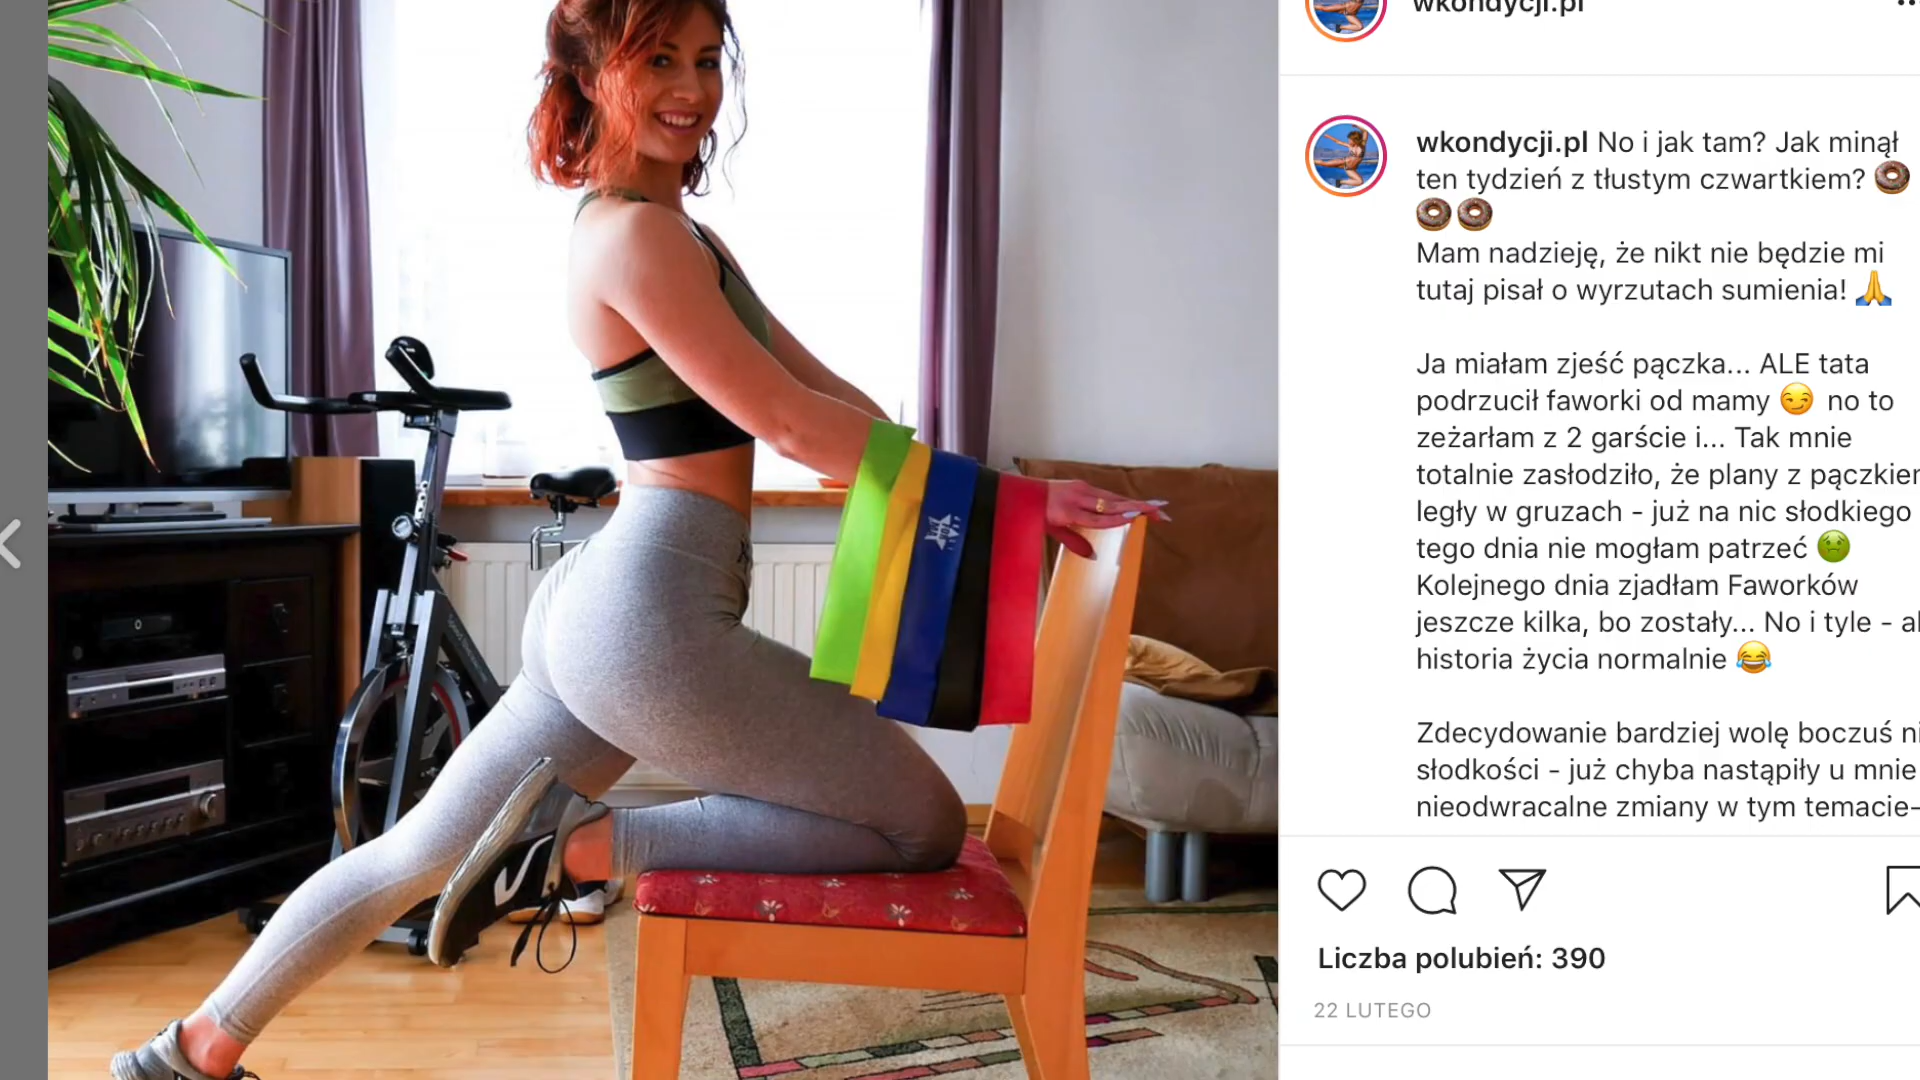 wkondycji.pl
wkondycji.pl No i jak tam? Jak minął
ten tydzień z tłustym czwartkiem? 🍩
🍩🍩
Mam nadzieję, że nikt nie będzie mi
tutaj pisał o wyrzutach sumienia! 🙏
Ja miałam zjeść pączka... ALE tata
podrzucił faworki od mamy 😏 no to
zeżarłam z 2 garście i... Tak mnie
totalnie zasłodziło, że plany z
legły w gruzach - już na nic słodkiego
tego dnia nie mogłam patrzeć 🤢
Kolejnego dnia zjadłam Faworków
jeszcze kilka, bo zostały... No i tyle -
historia życia normalnie 😂
Zdecydowanie bardziej wolę boczuś
słodkości - już chyba nastąpiły u mnie
nieodwracalne zmiany w tym temacie-
Liczba polubień: 390
22 LUTEGO